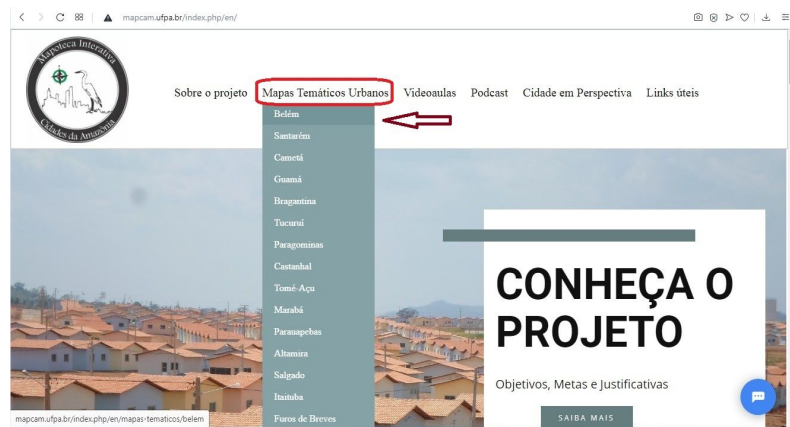 mapcam.ufpa.br/index.php/en/
Mapoteca Interativa
Cidades da Amazonia
Sobre o projeto
Mapas Temáticos Urbanos
Videoaulas
Podcast
Cidade em Perspectiva
Links úteis
Belém
Santarém
Cametá
Guamá
Bragantina
Tucuruí
Paragominas
Castanhal
Tomé-Açu
Marabá
Parauapebas
Altamira
Salgado
Itaituba
Furos de Breves
CONHEÇA O
PROJETO
Objetivos, Metas e Justificativas
SAIBA MAIS
mapcam.ufpa.br/index.php/en/mapas-tematicos/belem